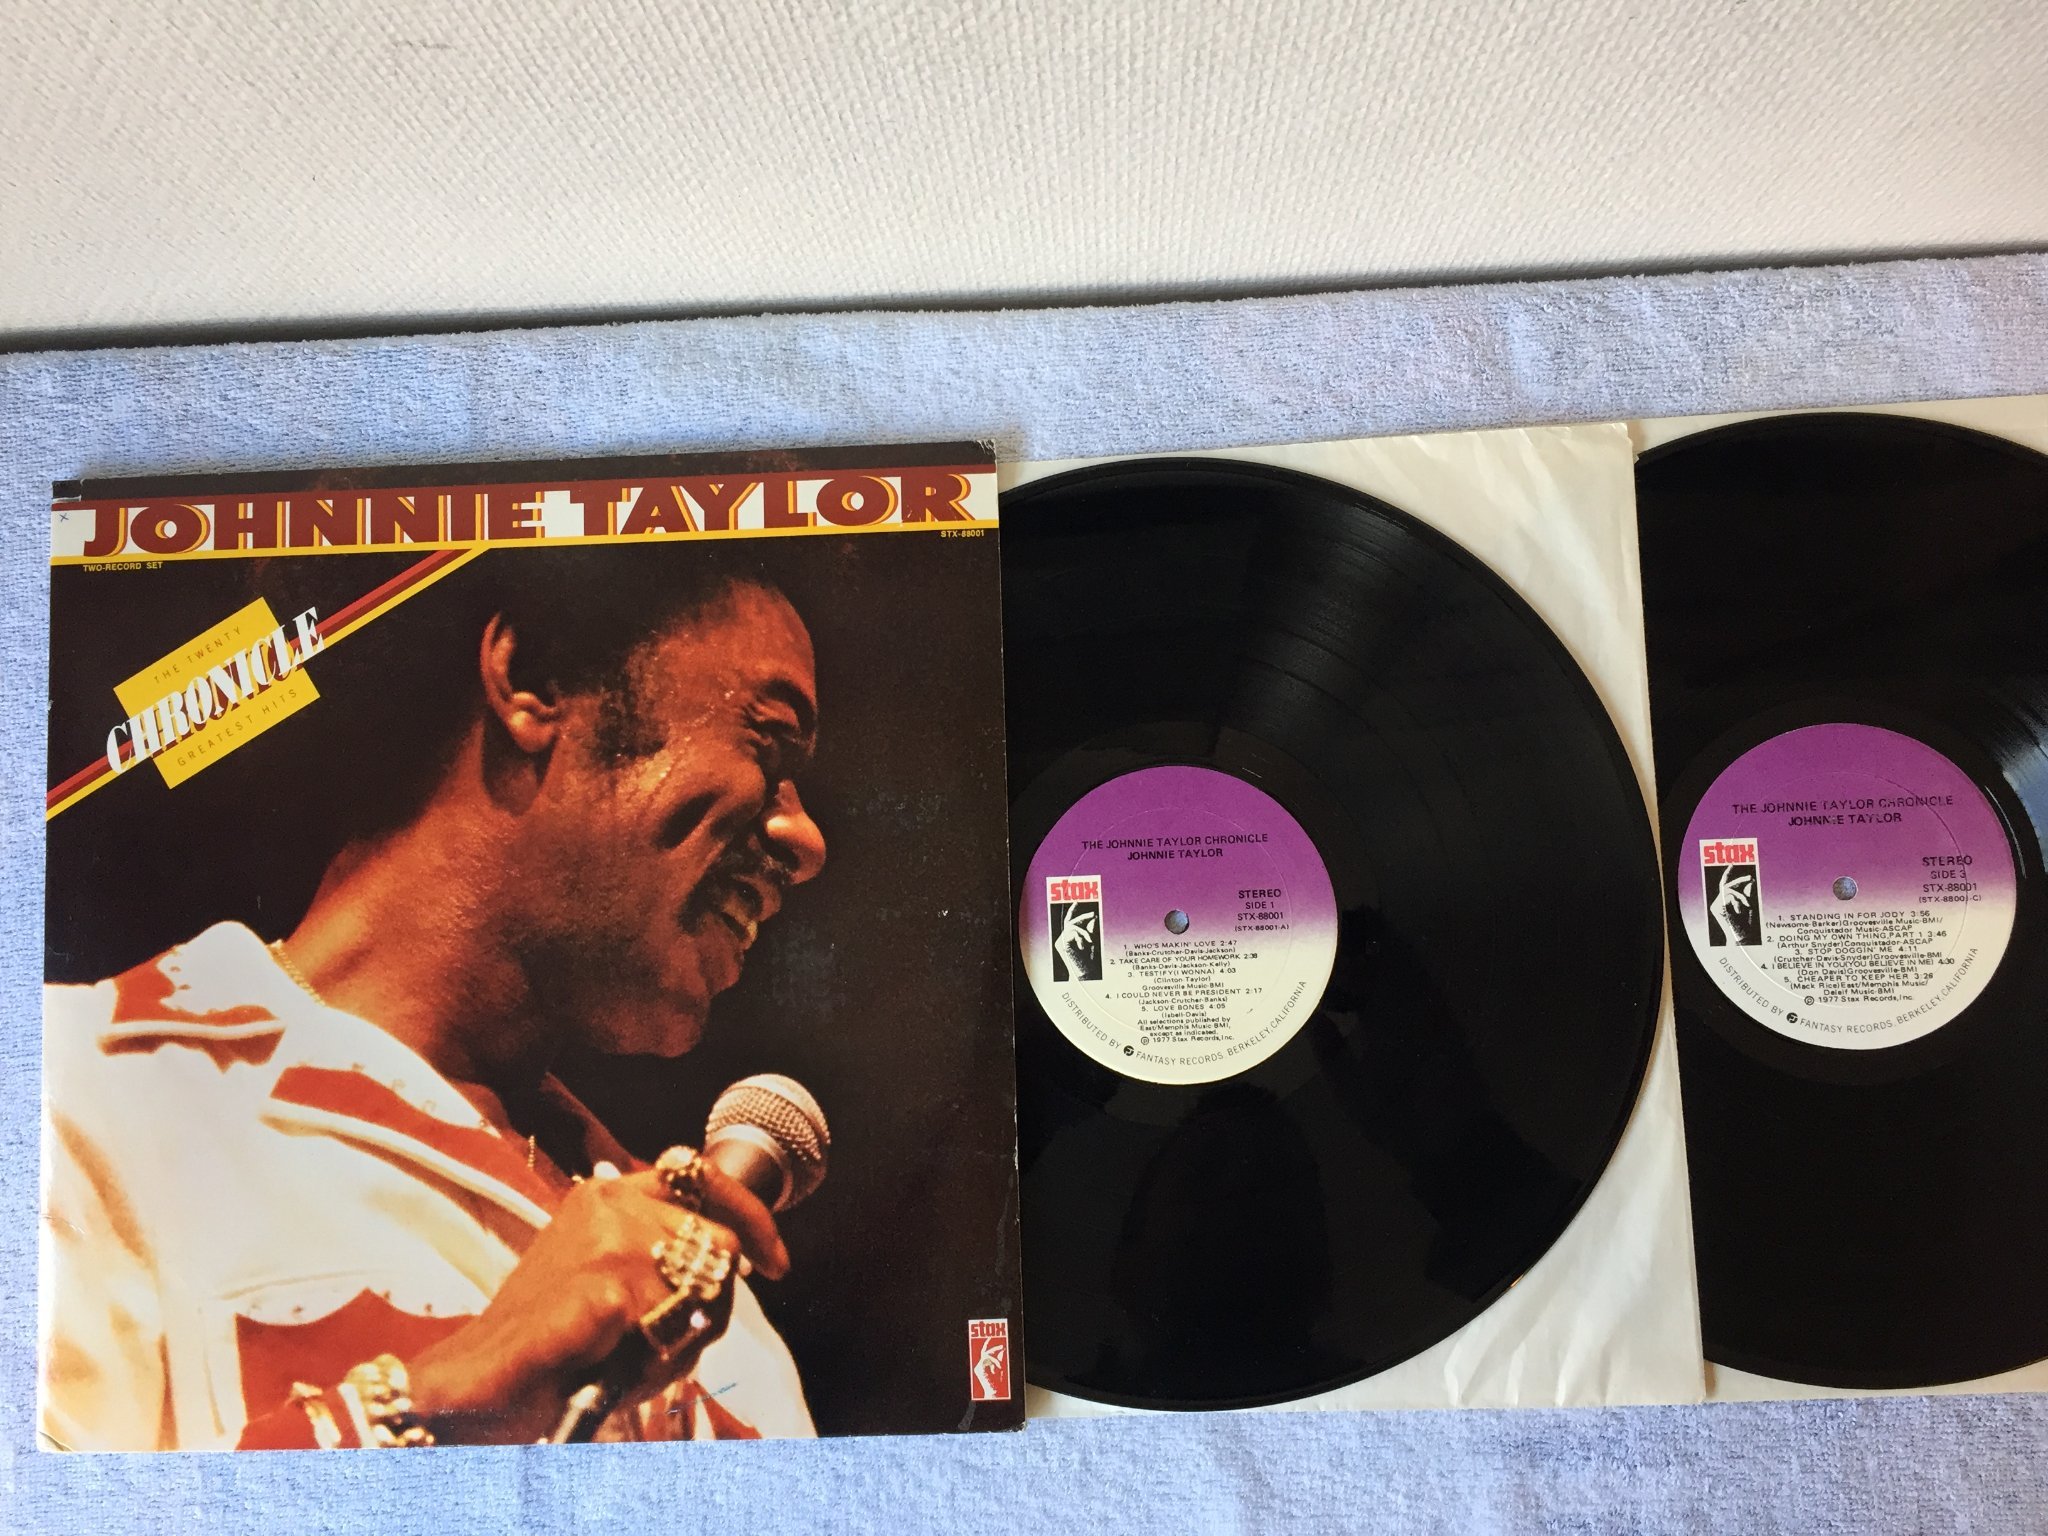 JOHNNIE TAYLOR
STX-88001
TWO-RECORD SET
THE TWENTY
CHRONICLE
GREATEST HITS
stax
THE JOHNNIE TAYLOR CHRONICLE
JOHNNIE TAYLOR
stax
STEREO
SIDE 1
STX-88001
(STX-88001-A)
1. WHO'S MAKIN' LOVE 2:47
(Banks-Crutcher-Davis-Jackson)
2. TAKE CARE OF YOUR HOMEWORK 2:38
(Banks-Davis-Jackson-Kelly)
3. TESTIFY (I WONNA) 4:03
(Clinton-Taylor)
Groovesville Music-BMI
4. I COULD NEVER BE PRESIDENT 2:17
(Jackson-Crutcher-Banks)
5. LOVE BONES 4:05
(Isbell-Davis)
All selections published by
East/Memphis Music-BMI,
except as indicated.
℗ 1977 Stax Records, Inc.
DISTRIBUTED BY FANTASY RECORDS, BERKELEY, CALIFORNIA
THE JOHNNIE TAYLOR CHRONICLE
JOHNNIE TAYLOR
stax
STEREO
SIDE 3
STX-88001
(STX-88001-C)
1. STANDING IN FOR JODY 3:56
(Newsome-Barker) Groovesville Music-BMI/
Conquistador Music-ASCAP
2. DOING MY OWN THING, PART 1 3:46
(Arthur Snyder) Conquistador-ASCAP
3. STOP DOGGIN' ME 4:11
(Crutcher-Davis-Snyder) Groovesville-BMI
4. I BELIEVE IN YOU (YOU BELIEVE IN ME) 4:30
(Don Davis) Groovesville-BMI
5. CHEAPER TO KEEP HER 3:26
(Mack Rice) East/Memphis Music/
Deleif Music-BMI
℗ 1977 Stax Records, Inc.
DISTRIBUTED BY FANTASY RECORDS, BERKELEY, CALIFORNIA